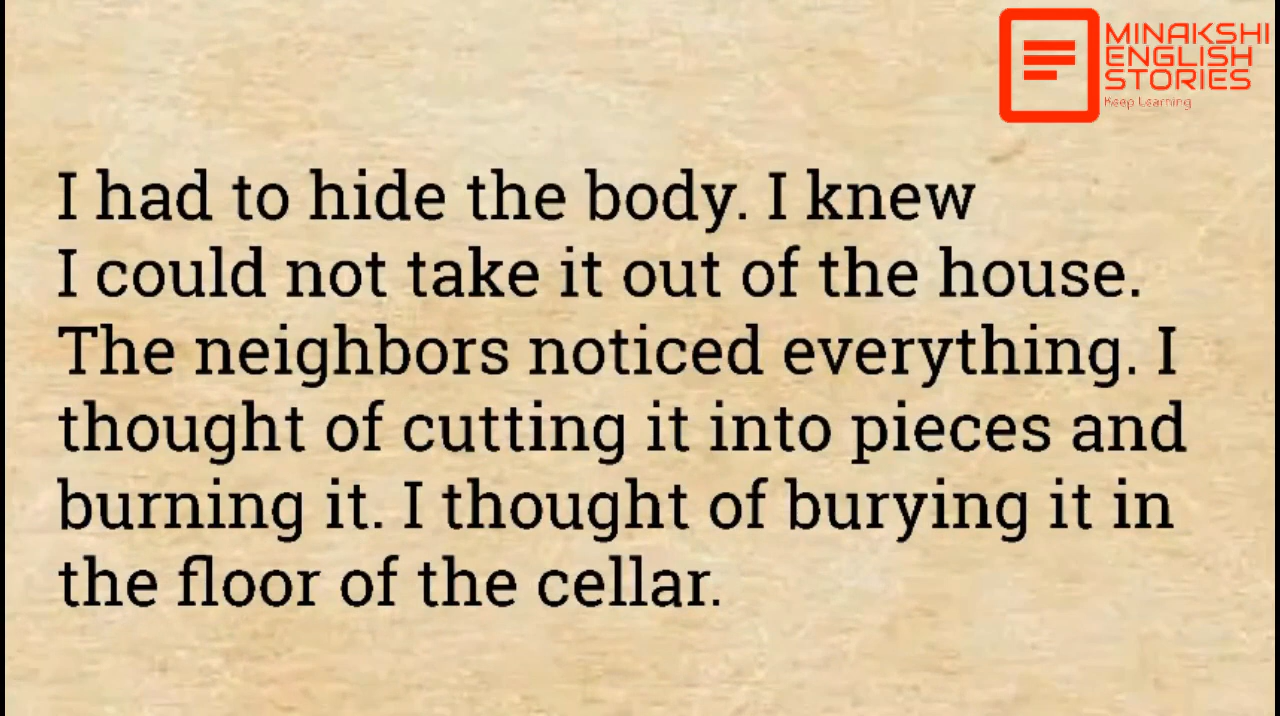 MINAKSHI
ENGLISH
STORIES
Keep Learning
I had to hide the body. I knew
I could not take it out of the house.
The neighbors noticed everything. I
thought of cutting it into pieces and
burning it. I thought of burying it in
the floor of the cellar.